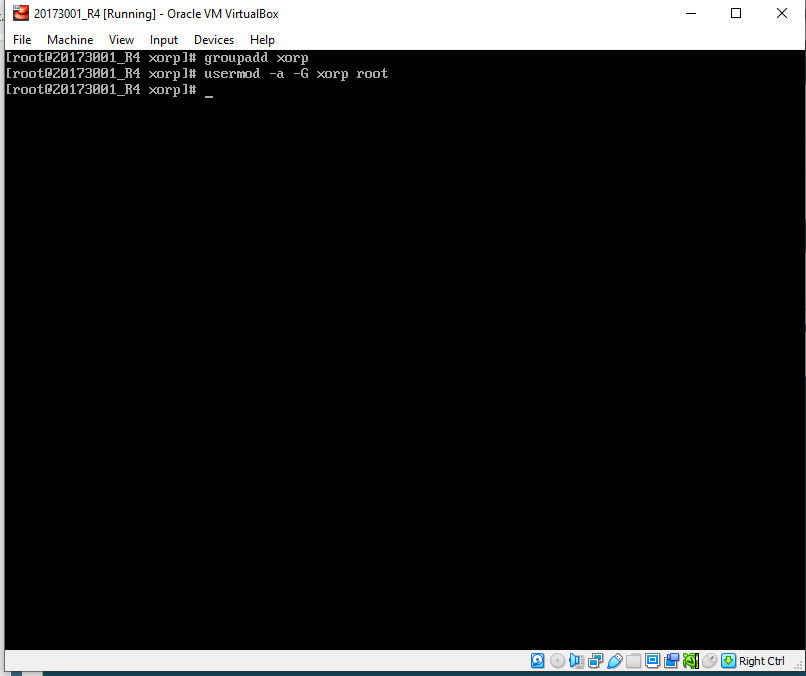 20173001_R4 [Running] - Oracle VM VirtualBox
File Machine View Input Devices Help
[root@20173001_R4 xorp]# groupadd xorp
[root@20173001_R4 xorp]# usermod -a -G xorp root
[root@20173001_R4 xorp]# _
Right Ctrl